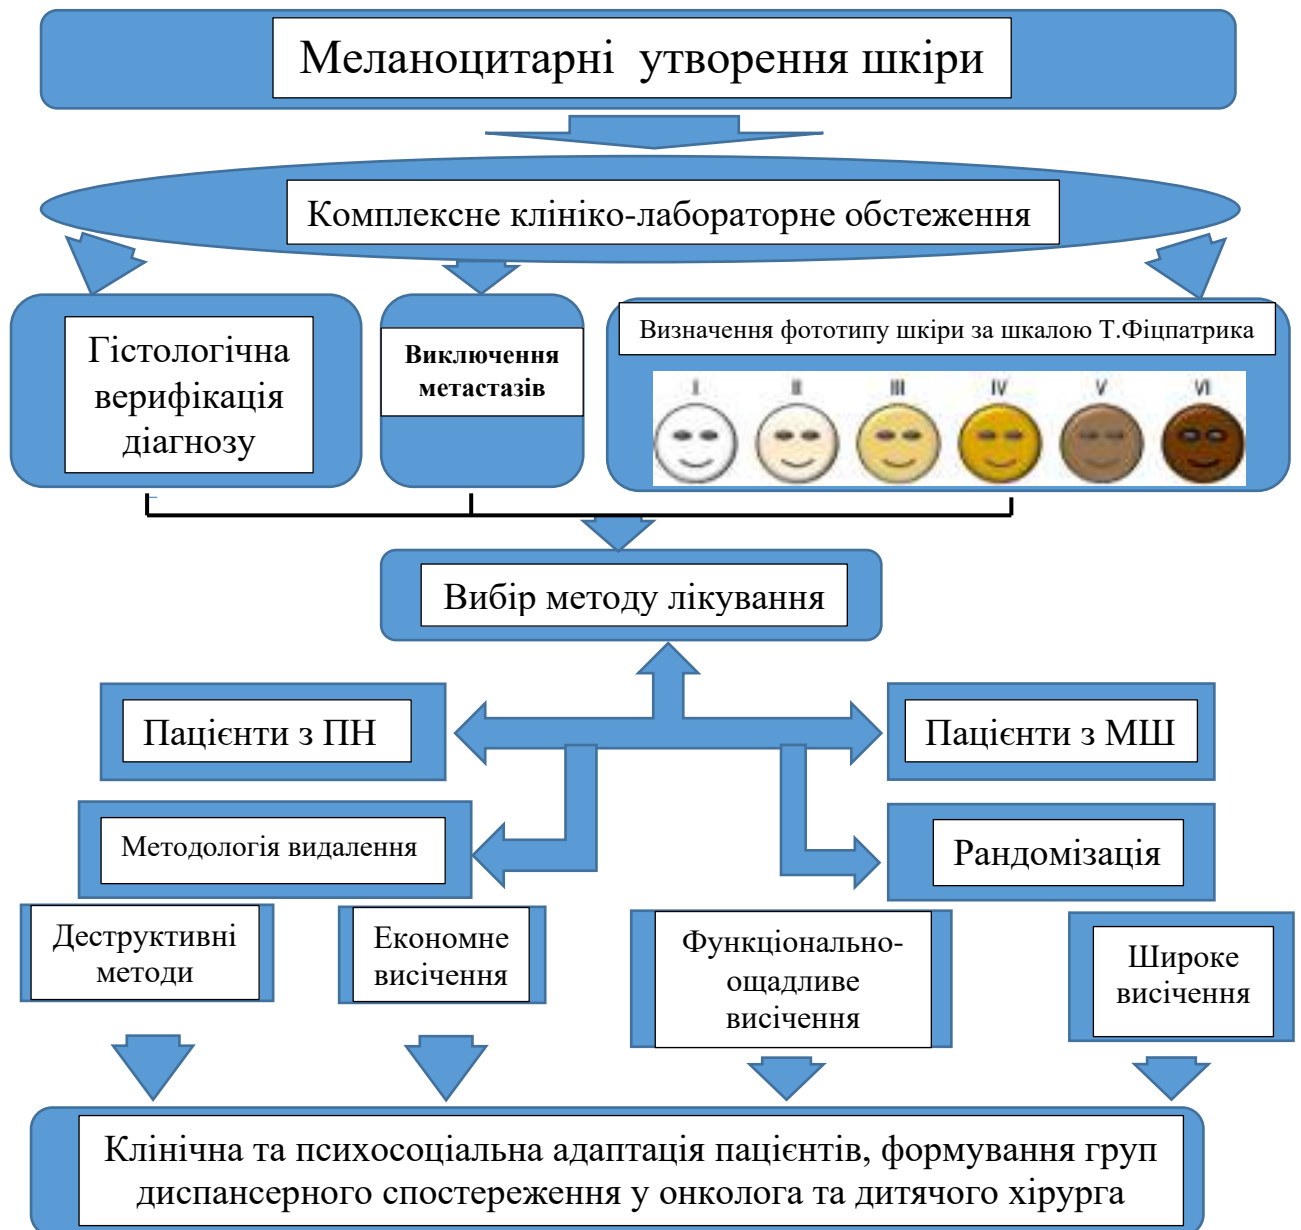 Меланоцитарні утворення шкіри
Комплексне клініко-лабораторне обстеження
Гістологічна
верифікація
діагнозу
Виключення
метастазів
Визначення фототипу шкіри за шкалою Т.Фіцпатрика
I II III IV V VI
Вибір методу лікування
Пацієнти з ПН
Пацієнти з МШ
Методологія видалення
Рандомізація
Деструктивні
методи
Економне
висічення
Функціонально-
ощадливе
висічення
Широке
висічення
Клінічна та психосоціальна адаптація пацієнтів, формування груп
диспансерного спостереження у онколога та дитячого хірурга